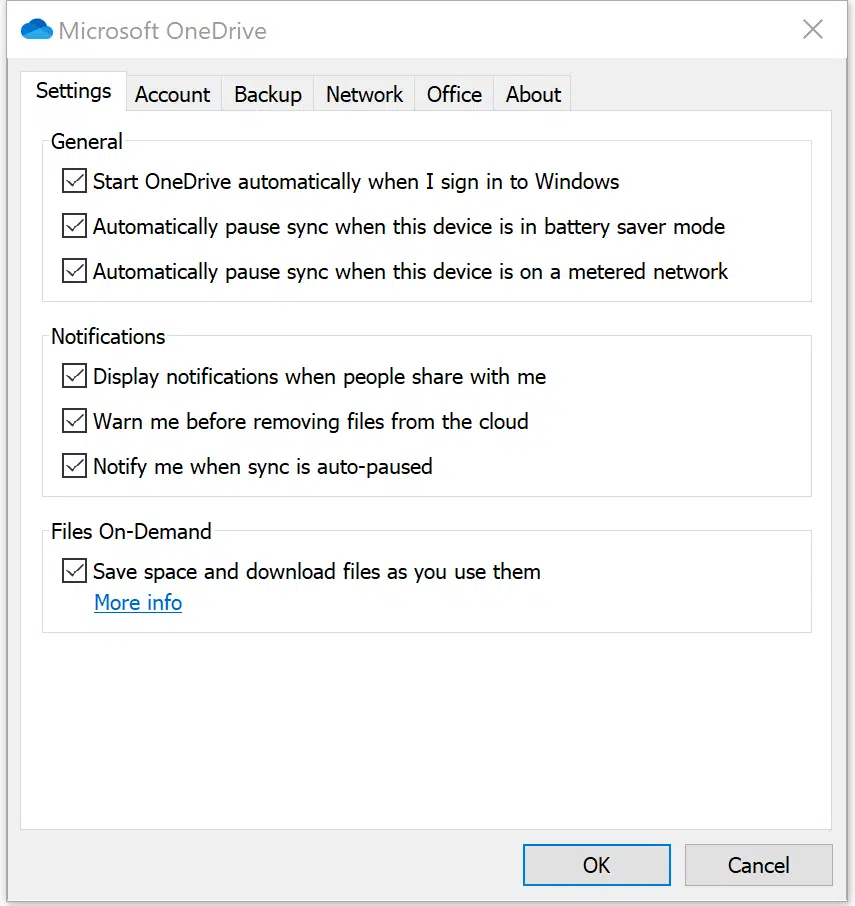 Microsoft OneDrive
Settings Account Backup Network Office About
General
Start OneDrive automatically when I sign in to Windows
Automatically pause sync when this device is in battery saver mode
Automatically pause sync when this device is on a metered network
Notifications
Display notifications when people share with me
Warn me before removing files from the cloud
Notify me when sync is auto-paused
Files On-Demand
Save space and download files as you use them
More info
OK Cancel